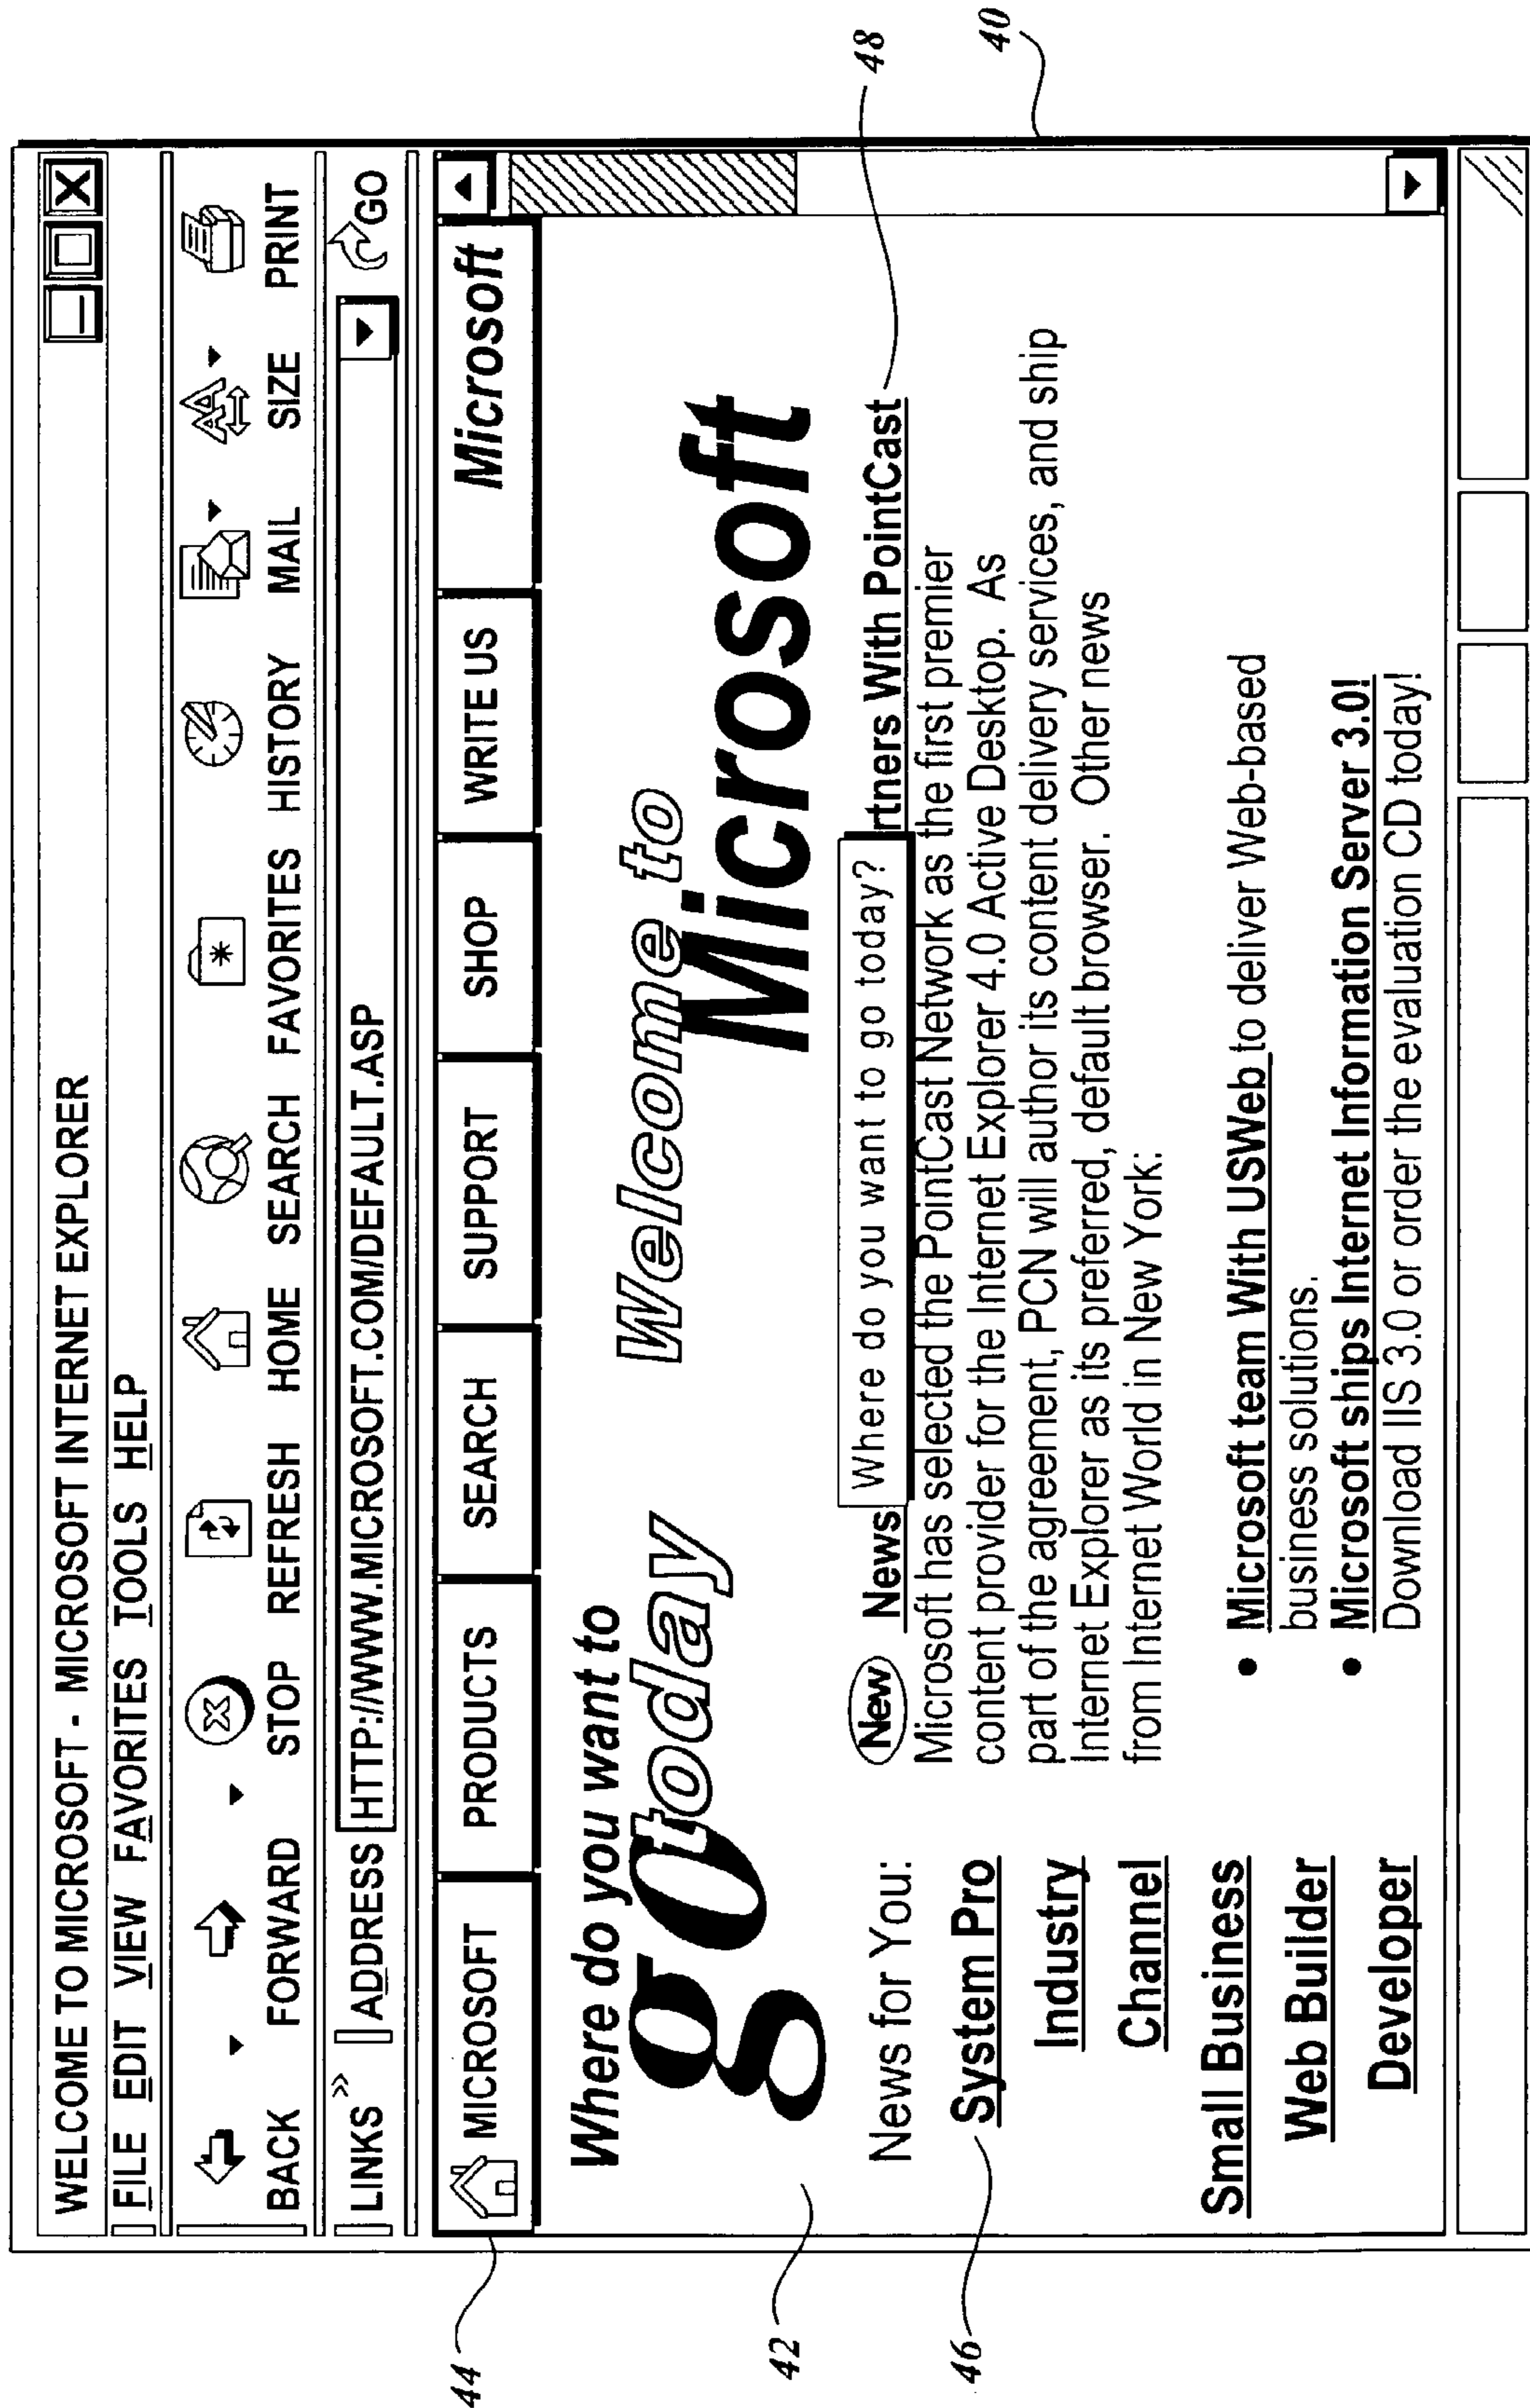 WELCOME TO MICROSOFT - MICROSOFT INTERNET EXPLORER
FILE EDIT VIEW FAVORITES TOOLS HELP
BACK FORWARD STOP REFRESH HOME SEARCH FAVORITES HISTORY MAIL SIZE PRINT
LINKS » ADDRESS HTTP://WWW.MICROSOFT.COM/DEFAULT.ASP GO
MICROSOFT PRODUCTS SEARCH SUPPORT SHOP WRITE US Microsoft
Where do you want to
go today
Welcome to
Microsoft
Where do you want to go today?
New News rtners With PointCast
Microsoft has selected the PointCast Network as the first premier
content provider for the Internet Explorer 4.0 Active Desktop. As
part of the agreement, PCN will author its content delivery services, and ship
Internet Explorer as its preferred, default browser. Other news
from Internet World in New York:
• Microsoft team With USWeb to deliver Web-based
business solutions.
• Microsoft ships Internet Information Server 3.0!
Download IIS 3.0 or order the evaluation CD today!
News for You:
System Pro
Industry
Channel
Small Business
Web Builder
Developer
44
42
46
48
40